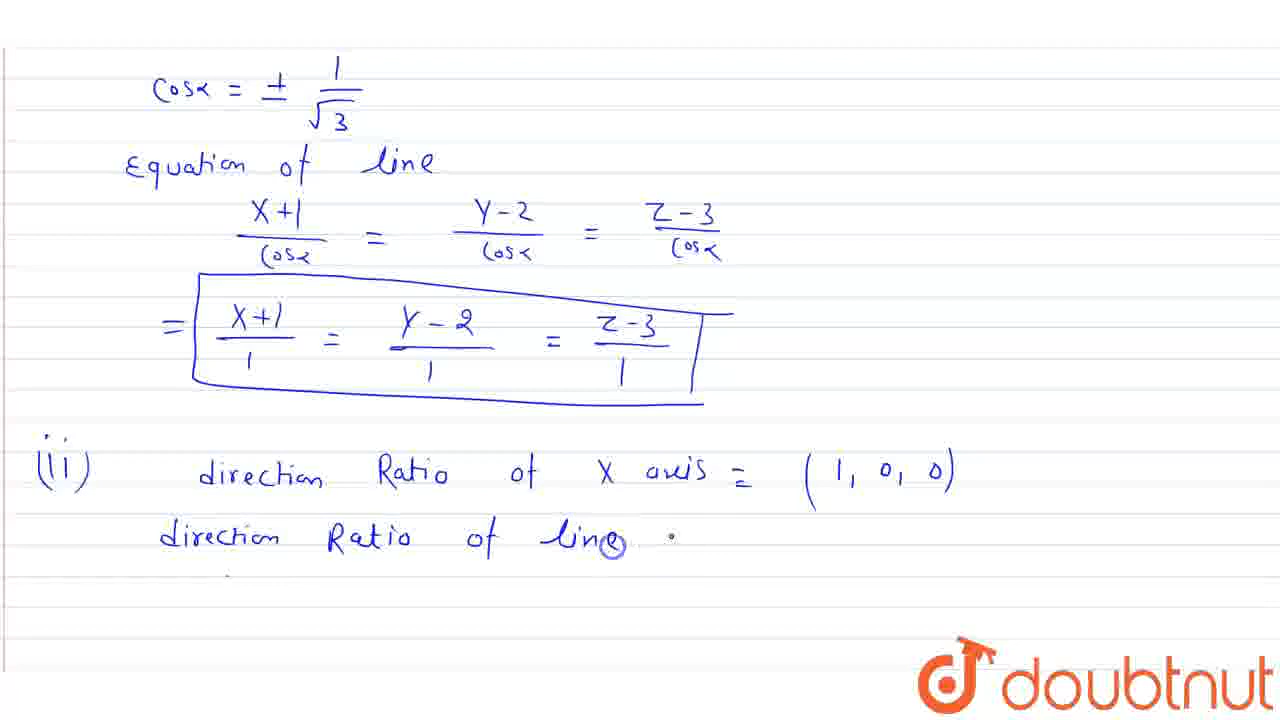 Cosα = ± 1/√3
Equation of line
X+1/Cosα = Y-2/Cosα = Z-3/Cosα
= X+1/1 = Y-2/1 = Z-3/1
(ii) direction Ratio of X axis = (1, 0, 0)
direction Ratio of line
doubtnut